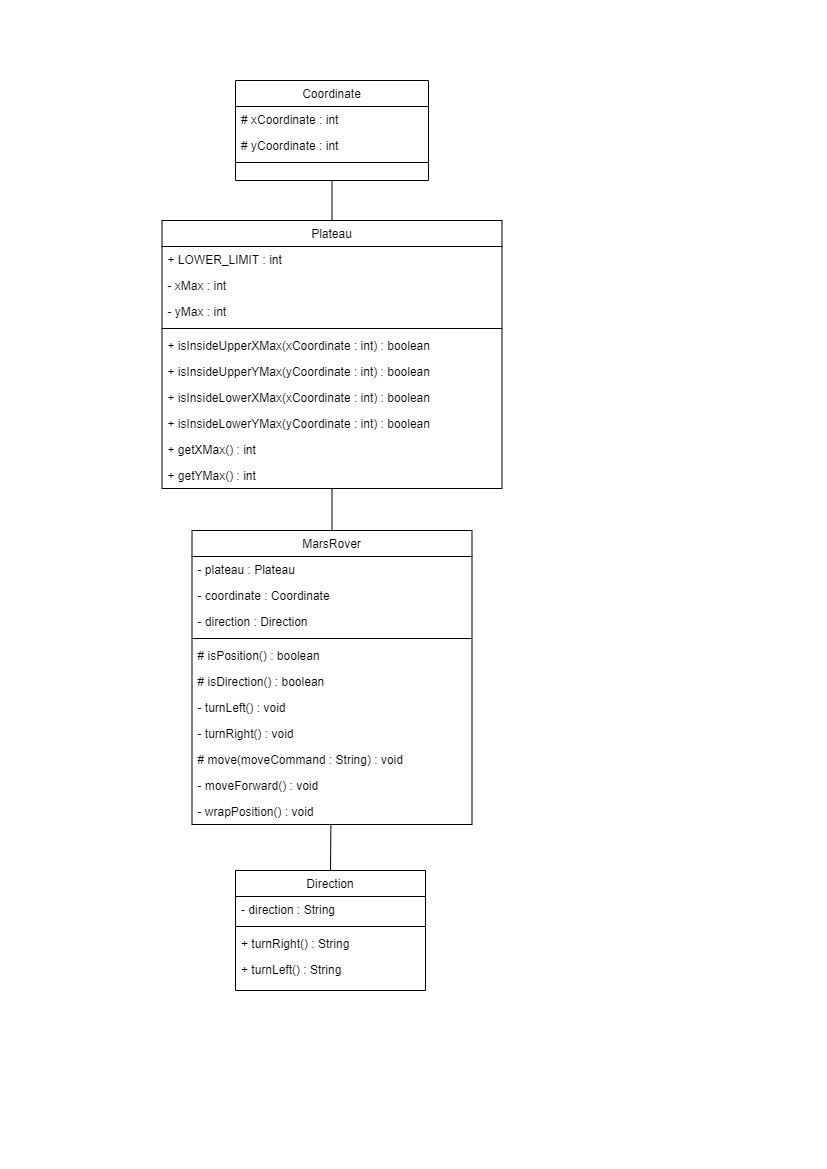 Coordinate
# xCoordinate : int
# yCoordinate : int
Plateau
+ LOWER_LIMIT : int
- xMax : int
- yMax : int
+ isInsideUpperXMax(xCoordinate : int) : boolean
+ isInsideUpperYMax(yCoordinate : int) : boolean
+ isInsideLowerXMax(xCoordinate : int) : boolean
+ isInsideLowerYMax(yCoordinate : int) : boolean
+ getXMax() : int
+ getYMax() : int
MarsRover
- plateau : Plateau
- coordinate : Coordinate
- direction : Direction
# isPosition() : boolean
# isDirection() : boolean
- turnLeft() : void
- turnRight() : void
# move(moveCommand : String) : void
- moveForward() : void
- wrapPosition() : void
Direction
- direction : String
+ turnRight() : String
+ turnLeft() : String